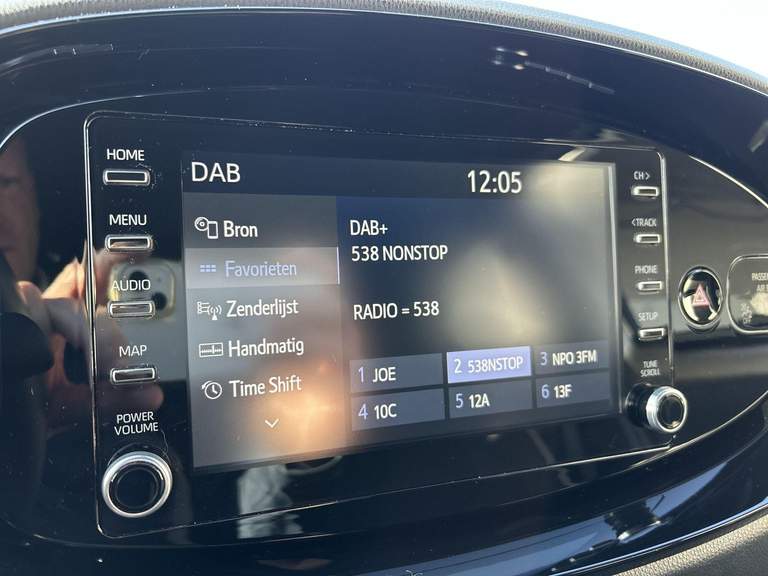 HOME
MENU
AUDIO
MAP
POWER
VOLUME
DAB
12:05
Bron
Favorieten
Zenderlijst
Handmatig
Time Shift
DAB+
538 NONSTOP
RADIO = 538
1 JOE
2 538NSTOP
3 NPO 3FM
4 10C
5 12A
6 13F
CH>
<TRACK
PHONE
SETUP
TUNE
SCROLL
AIR